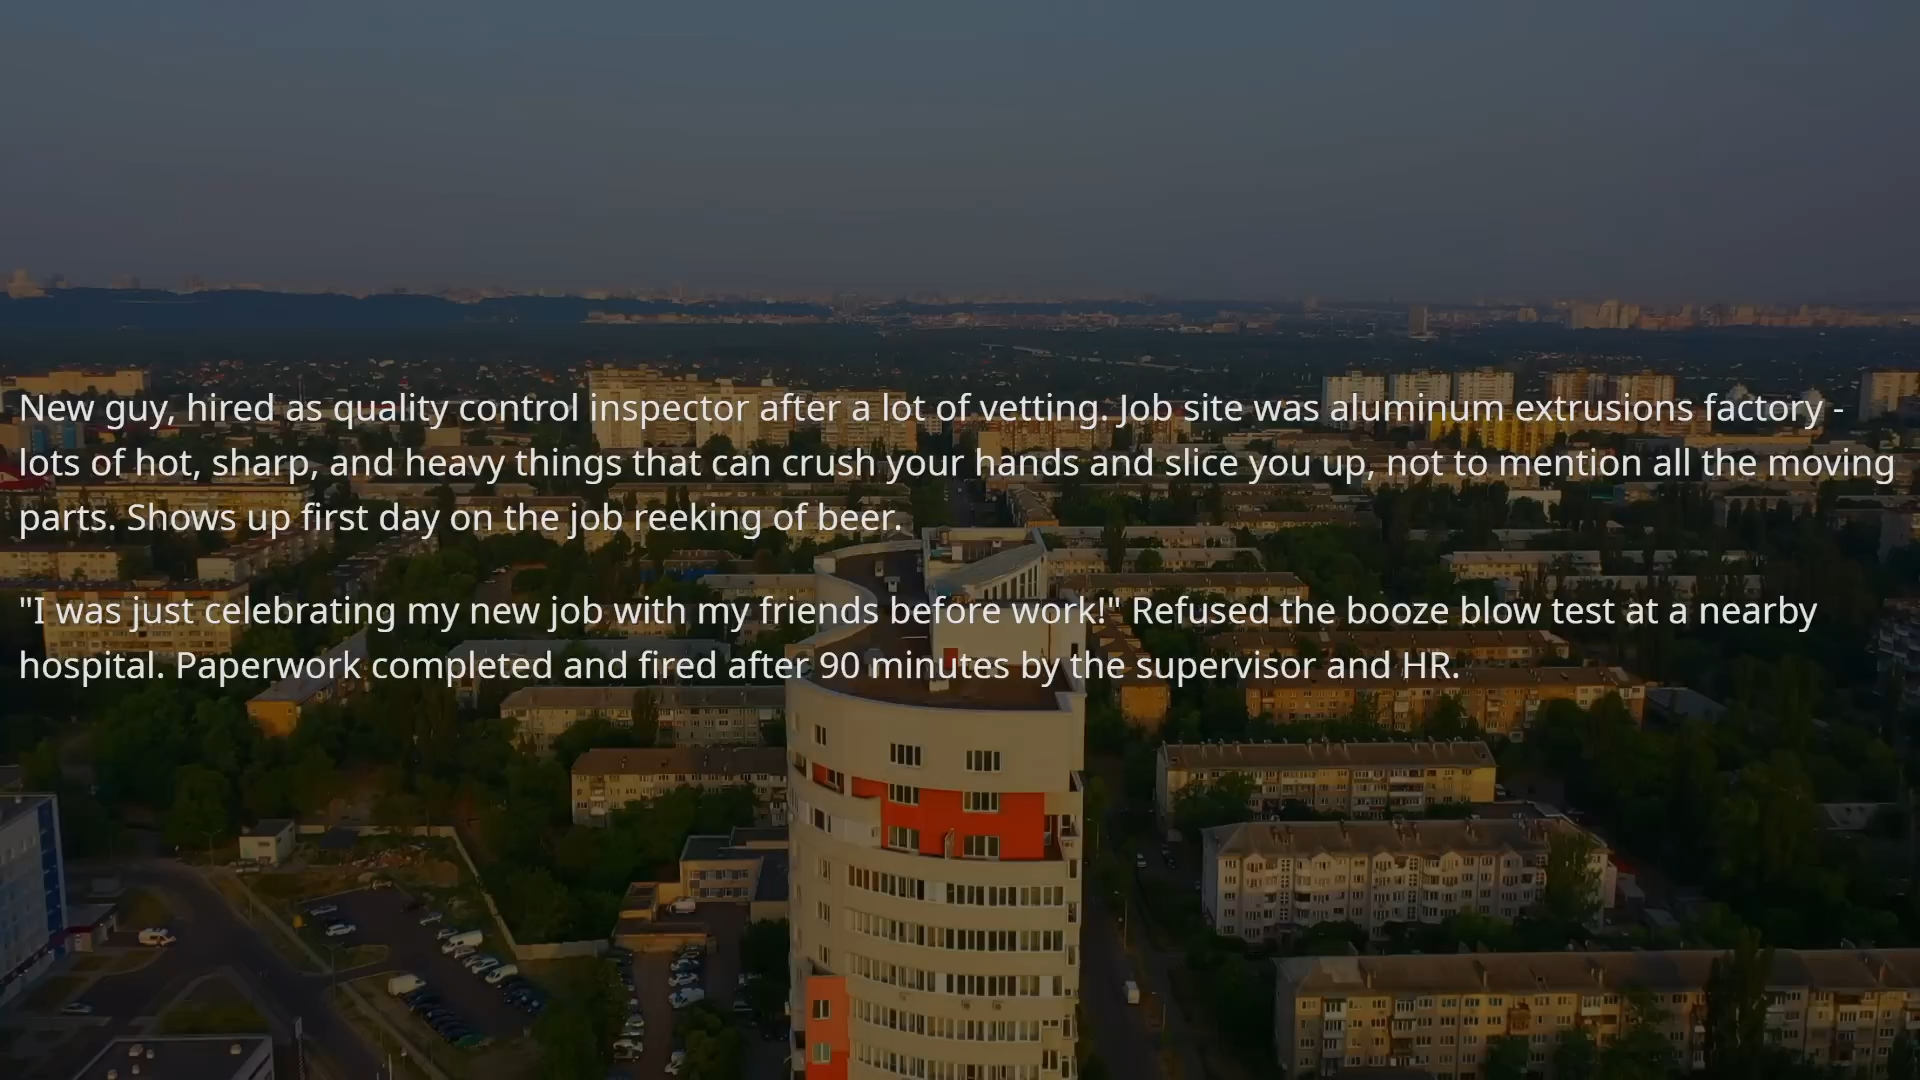 New guy, hired as quality control inspector after a lot of vetting. Job site was aluminum extrusions factory -
lots of hot, sharp, and heavy things that can crush your hands and slice you up, not to mention all the moving
parts. Shows up first day on the job reeking of beer.
"I was just celebrating my new job with my friends before work!" Refused the booze blow test at a nearby
hospital. Paperwork completed and fired after 90 minutes by the supervisor and HR.